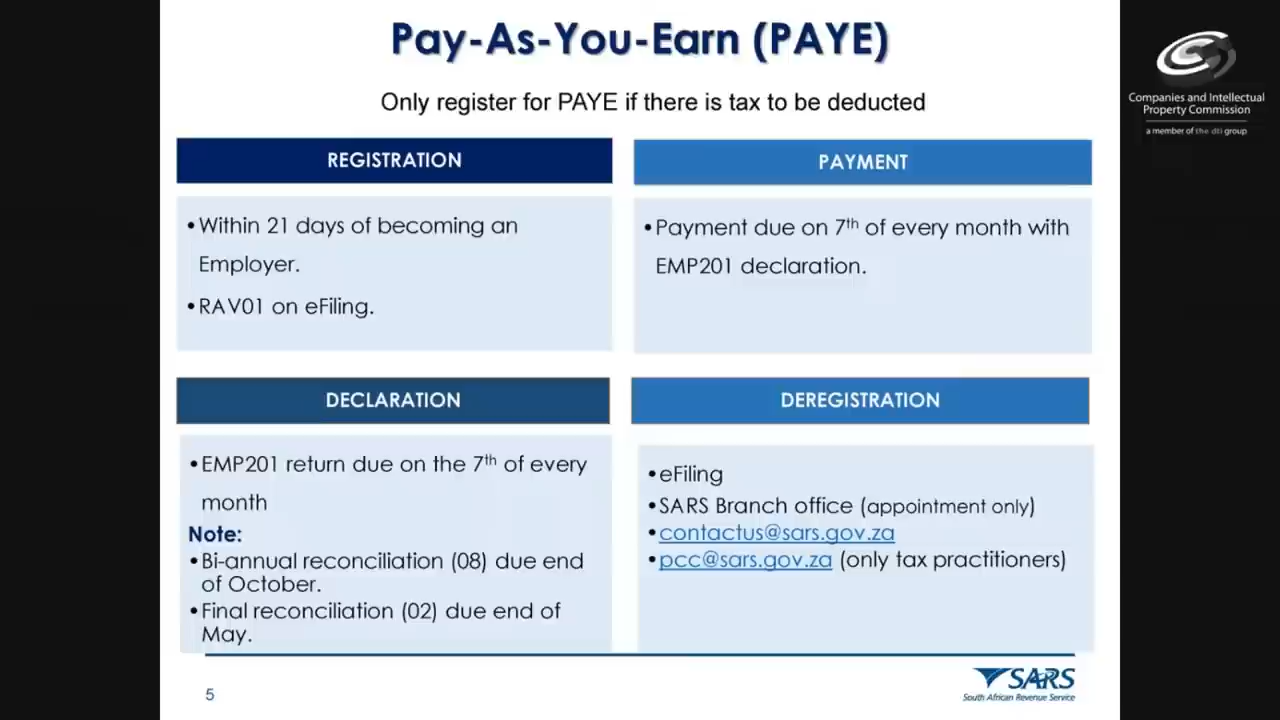 Pay-As-You-Earn (PAYE)
Only register for PAYE if there is tax to be deducted
REGISTRATION
•Within 21 days of becoming an
Employer.
•RAV01 on eFiling.
PAYMENT
•Payment due on 7th of every month with
EMP201 declaration.
DECLARATION
•EMP201 return due on the 7th of every
month
Note:
•Bi-annual reconciliation (08) due end
of October.
•Final reconciliation (02) due end of
May.
DEREGISTRATION
•eFiling
•SARS Branch office (appointment only)
•contactus@sars.gov.za
•pcc@sars.gov.za (only tax practitioners)
5
SARS
South African Revenue Service
Companies and Intellectual
Property Commission
a member of the dti group